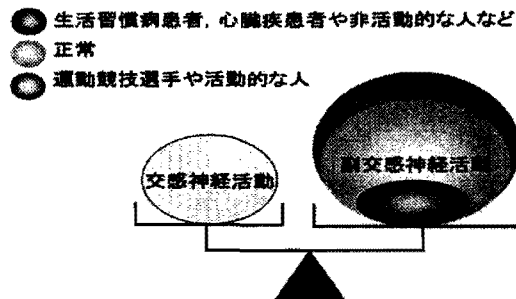 生活習慣病患者，心臓疾患者や非活動的な人など
正常
運動競技選手や活動的な人
交感神経活動
副交感神経活動